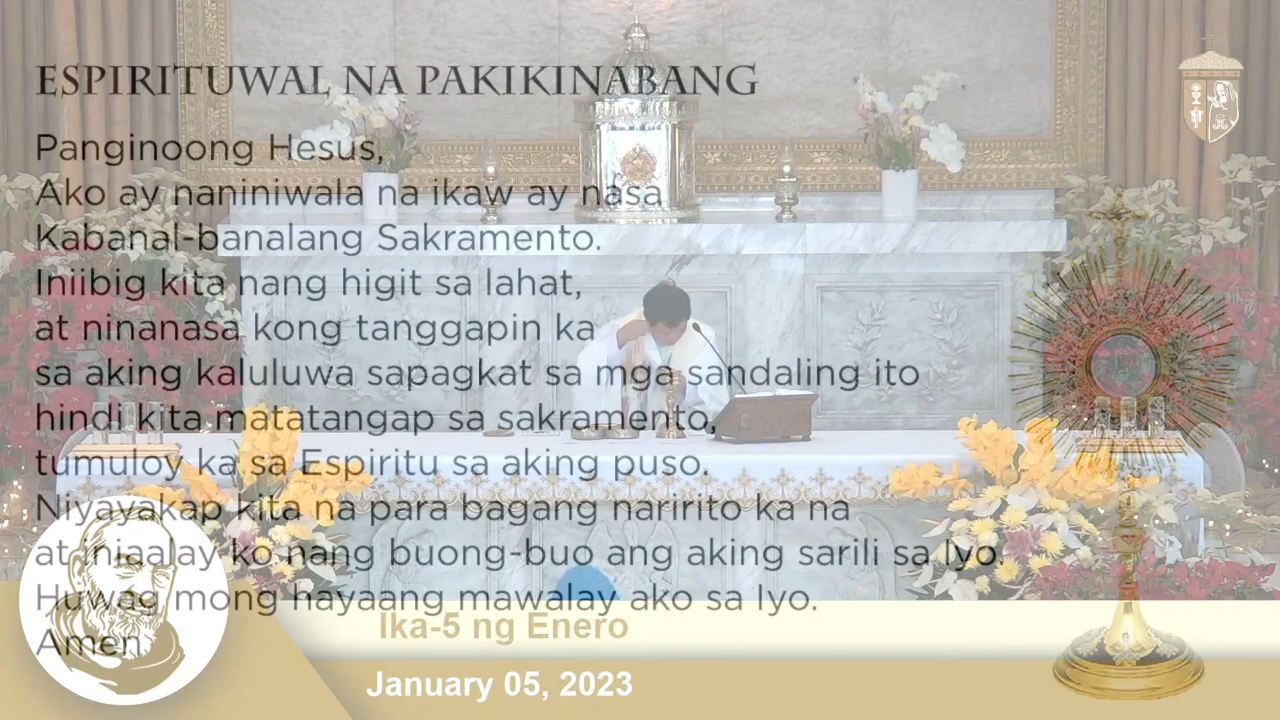 ESPIRITUWAL NA PAKIKINABANG
Panginoong Hesus,
Ako ay naniniwala na ikaw ay nasa
Kabanal-banalang Sakramento.
Iniibig kita nang higit sa lahat,
at ninanasa kong tanggapin ka
sa aking kaluluwa sapagkat sa mga sandaling ito
hindi kita matatangap sa sakramento,
tumuloy ka sa Espiritu sa aking puso.
Niyayakap kita na para bagang naririto ka na
at iniaalay ko nang buong-buo ang aking sarili sa Iyo.
Huwag mong hayaang mawalay ako sa Iyo.
Amen
Ika-5 ng Enero
January 05, 2023